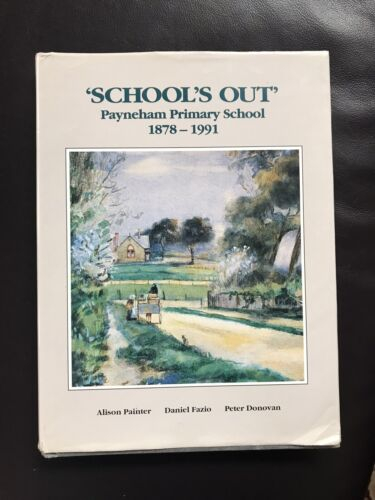 'SCHOOL'S OUT'
Payneham Primary School
1878 – 1991
Alison Painter Daniel Fazio Peter Donovan